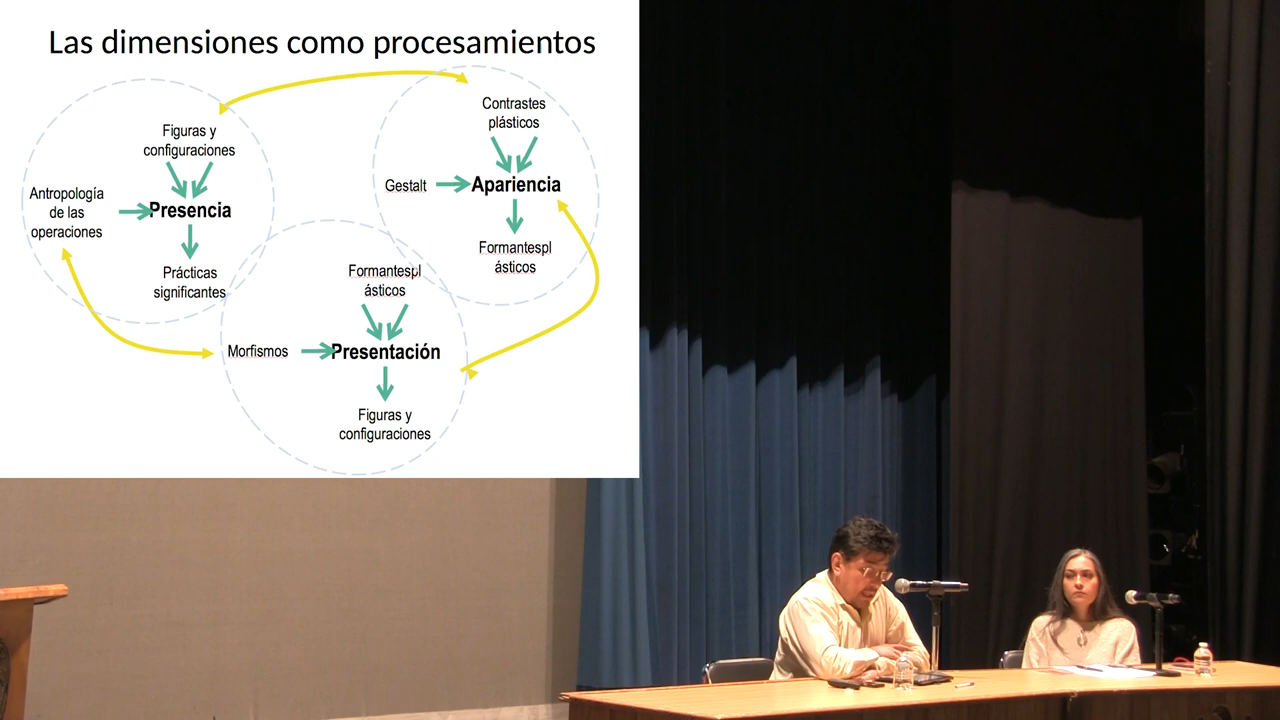 Las dimensiones como procesamientos
Figuras y
configuraciones
Antropología
de las
operaciones
Presencia
Prácticas
significantes
Contrastes
plásticos
Gestalt
Apariencia
Formantespl
ásticos
Formantespl
ásticos
Morfismos
Presentación
Figuras y
configuraciones